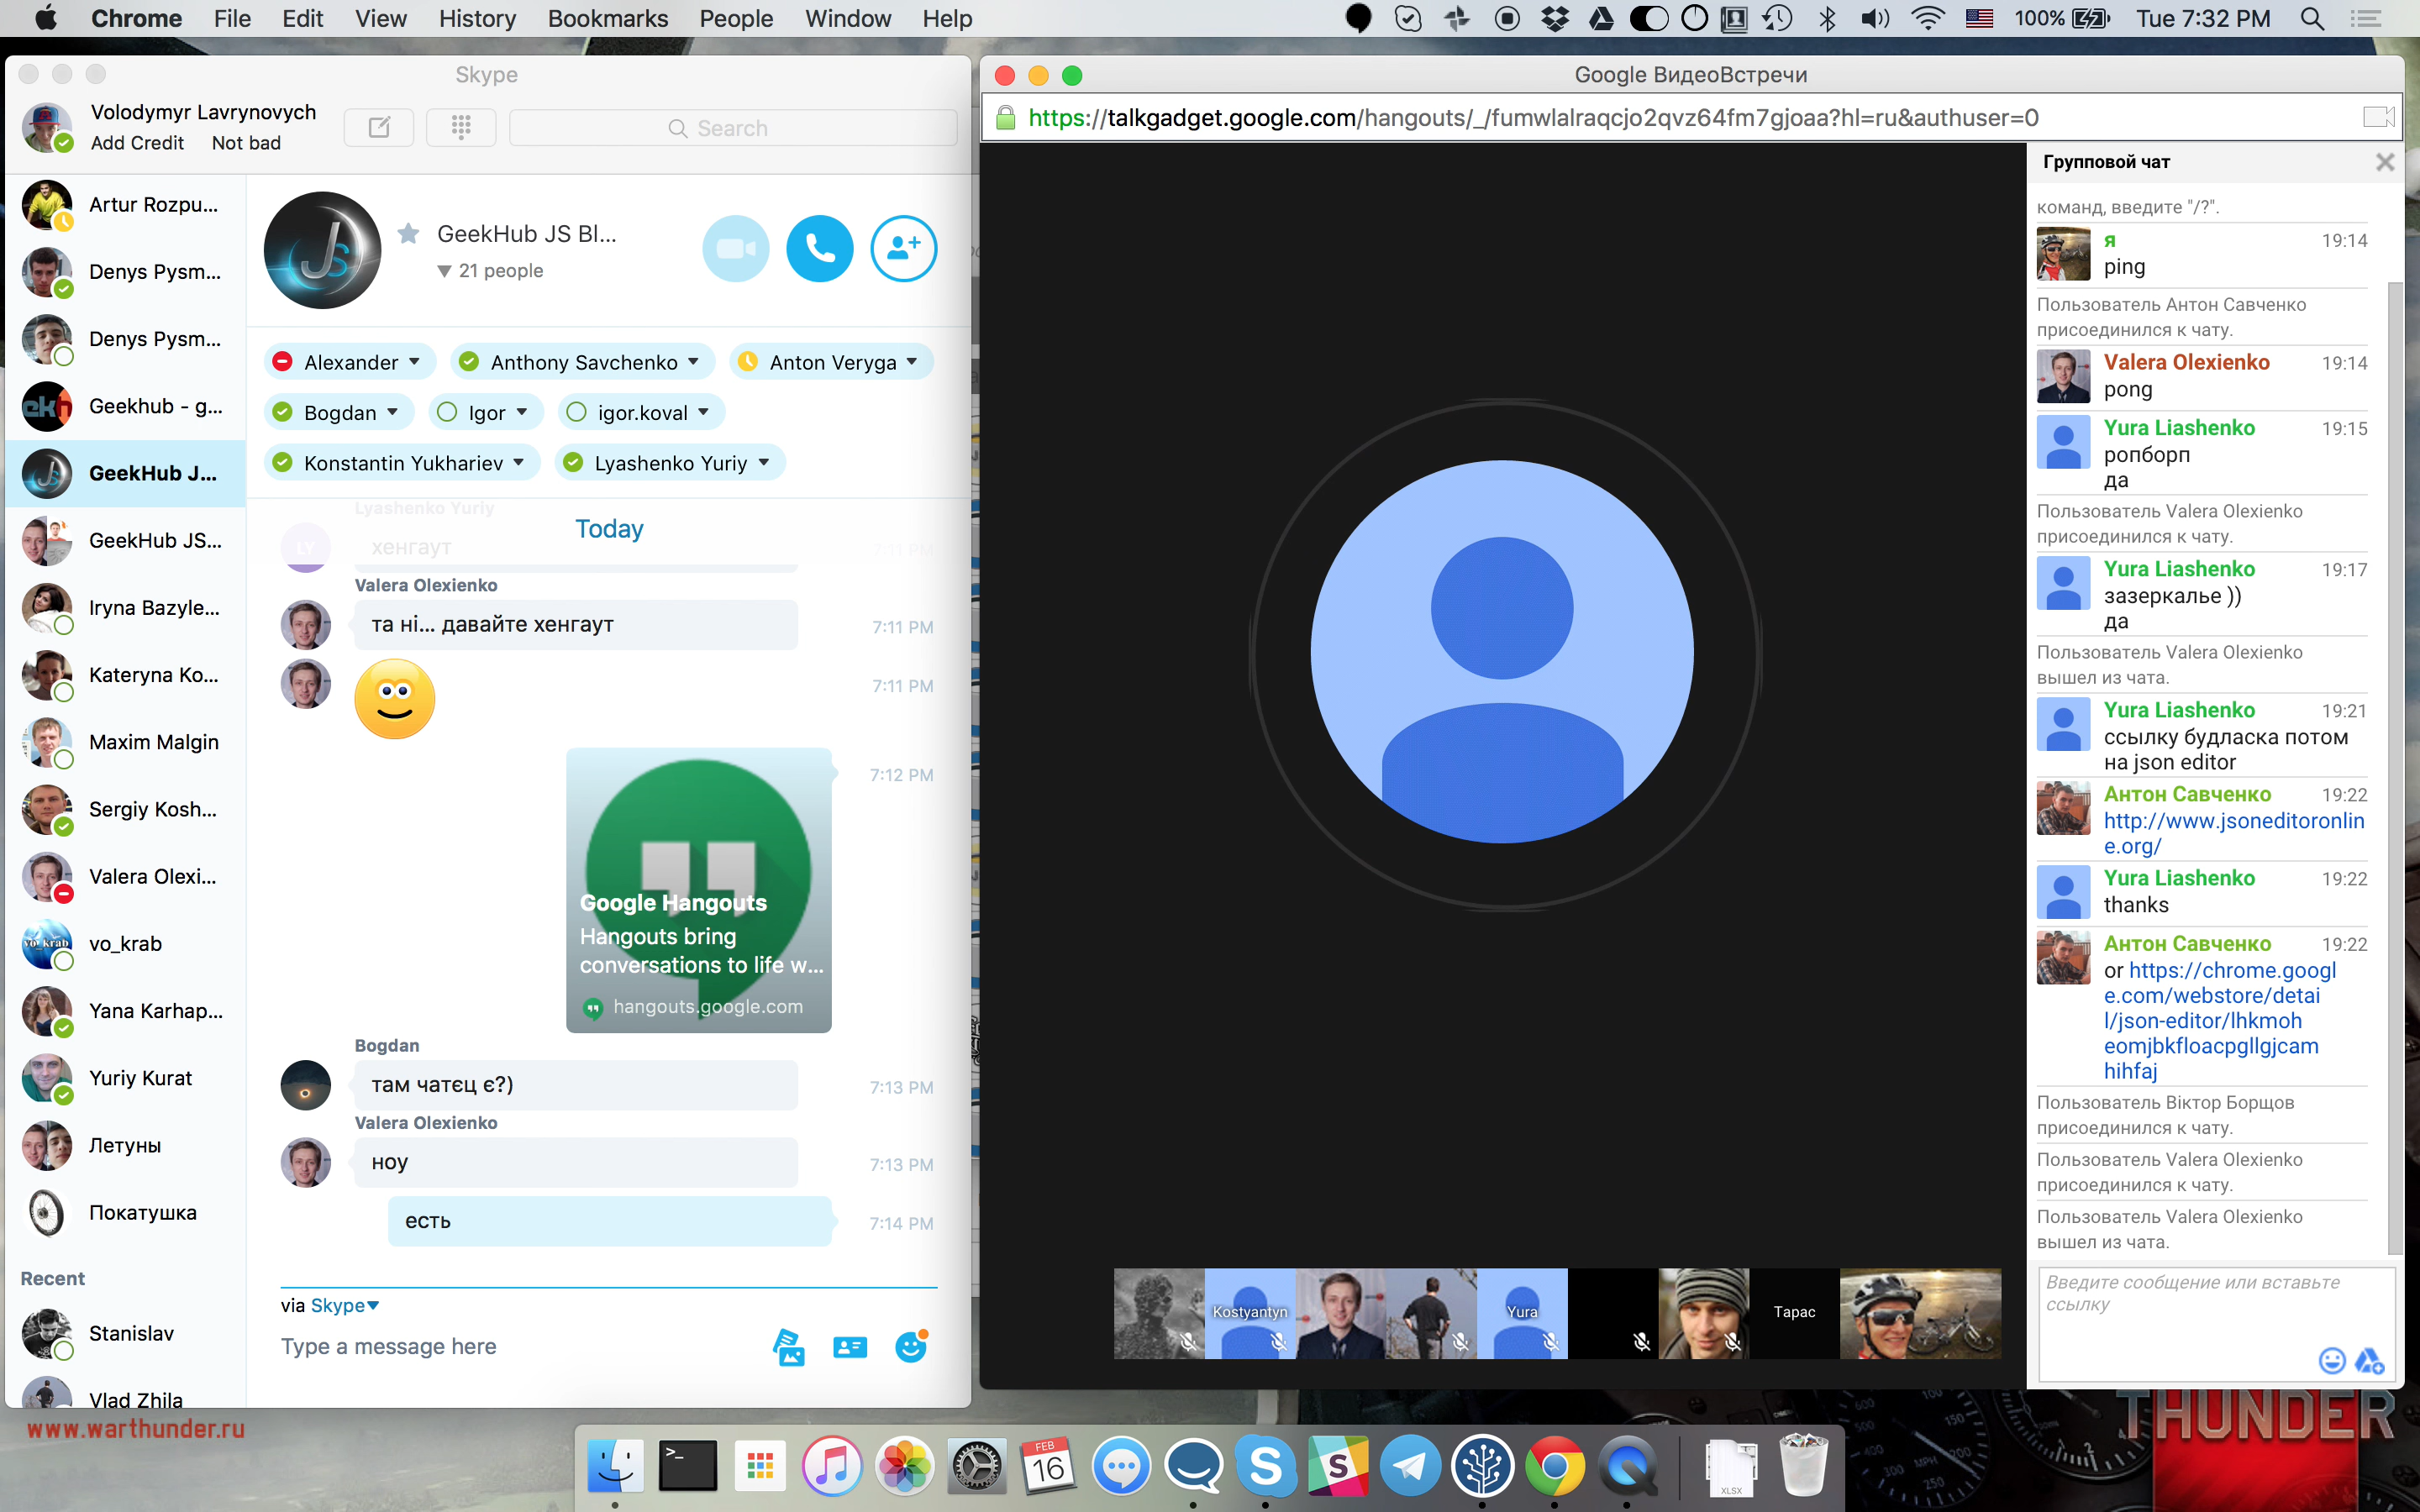 Chrome File Edit View History Bookmarks People Window Help
100% Tue 7:32 PM
Skype
Volodymyr Lavrynovych
Add Credit Not bad
Search
Artur Rozpu...
Denys Pysm...
Denys Pysm...
Geekhub - g...
GeekHub J...
GeekHub JS...
Iryna Bazyle...
Kateryna Ko...
Maxim Malgin
Sergiy Kosh...
Valera Olexi...
vo_krab
Yana Karhap...
Yuriy Kurat
Летуны
Покатушка
Recent
Stanislav
Vlad Zhila
GeekHub JS Bl...
21 people
Alexander Anthony Savchenko Anton Veryga
Bogdan Igor igor.koval
Konstantin Yukhariev Lyashenko Yuriy
Lyashenko Yuriy
Today
LY
хенгаут 7:11 PM
Valera Olexienko
та ні... давайте хенгаут 7:11 PM
7:11 PM
7:12 PM
Google Hangouts
Hangouts bring
conversations to life w...
hangouts.google.com
Bogdan
там чатєц є?) 7:13 PM
Valera Olexienko
ноу 7:13 PM
есть 7:14 PM
via Skype
Type a message here
Google ВидеоВстречи
https://talkgadget.google.com/hangouts/_/fumwlalraqcjo2qvz64fm7gjoaa?hl=ru&authuser=0
Kostyantyn
Yura
Тарас
Групповой чат
команд, введите "/?".
я 19:14
ping
Пользователь Антон Савченко
присоединился к чату.
Valera Olexienko 19:14
pong
Yura Liashenko 19:15
ропборп
да
Пользователь Valera Olexienko
присоединился к чату.
Yura Liashenko 19:17
зазеркалье ))
да
Пользователь Valera Olexienko
вышел из чата.
Yura Liashenko 19:21
ссылку будласка потом
на json editor
Антон Савченко 19:22
http://www.jsoneditoronlin
e.org/
Yura Liashenko 19:22
thanks
Антон Савченко 19:22
or https://chrome.googl
e.com/webstore/detai
l/json-editor/lhkmoh
eomjbkfloacpgllgjcam
hihfaj
Пользователь Віктор Борщов
присоединился к чату.
Пользователь Valera Olexienko
присоединился к чату.
Пользователь Valera Olexienko
вышел из чата.
Введите сообщение или вставьте
ссылку
www.warthunder.ru
THUNDER
FEB
16
XLSX